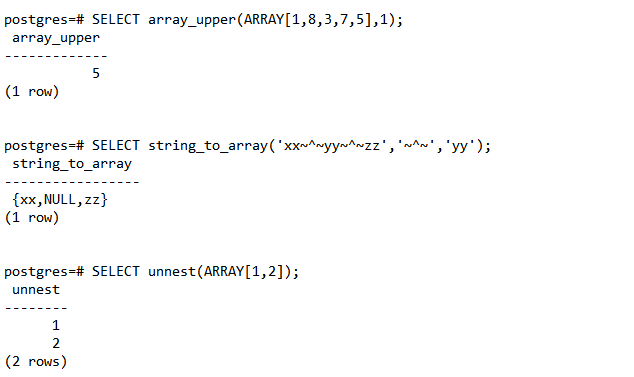 postgres=# SELECT array_upper(ARRAY[1,8,3,7,5],1);
 array_upper
-------------
           5
(1 row)
postgres=# SELECT string_to_array('xx~^~yy~^~zz','~^~','yy');
 string_to_array
-----------------
 {xx,NULL,zz}
(1 row)
postgres=# SELECT unnest(ARRAY[1,2]);
 unnest
--------
      1
      2
(2 rows)